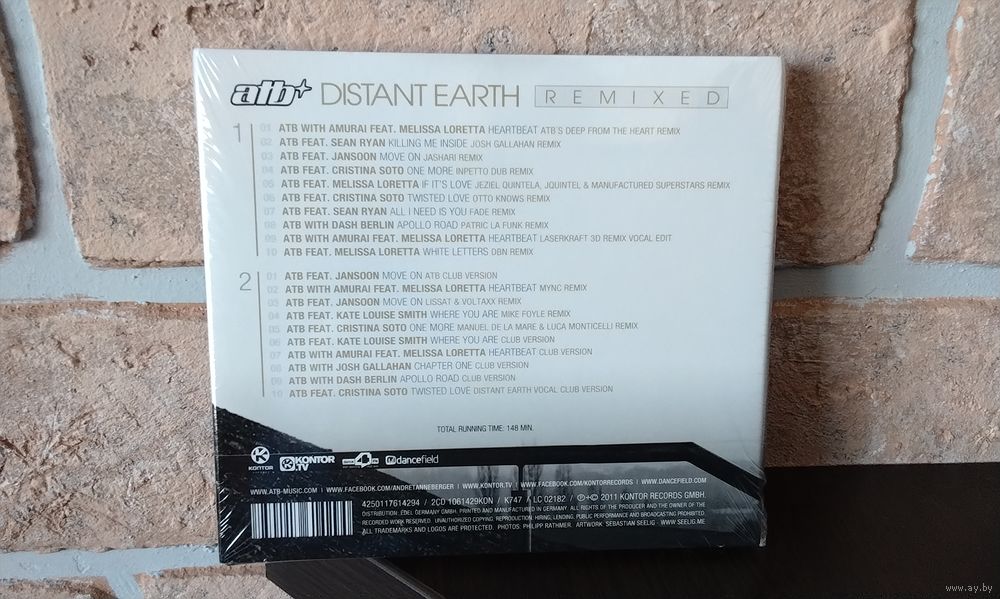 atb DISTANT EARTH REMIXED
1
01 ATB WITH AMURAI FEAT. MELISSA LORETTA HEARTBEAT ATB'S DEEP FROM THE HEART REMIX
02 ATB FEAT. SEAN RYAN KILLING ME INSIDE JOSH GALLAHAN REMIX
03 ATB FEAT. JANSOON MOVE ON JASHARI REMIX
04 ATB FEAT. CRISTINA SOTO ONE MORE INPETTO DUB REMIX
05 ATB FEAT. MELISSA LORETTA IF IT'S LOVE JEZIEL QUINTELA, JQUINTEL & MANUFACTURED SUPERSTARS REMIX
06 ATB FEAT. CRISTINA SOTO TWISTED LOVE OTTO KNOWS REMIX
07 ATB FEAT. SEAN RYAN ALL I NEED IS YOU FADE REMIX
08 ATB WITH DASH BERLIN APOLLO ROAD PATRIC LA FUNK REMIX
09 ATB WITH AMURAI FEAT. MELISSA LORETTA HEARTBEAT LASERKRAFT 3D REMIX VOCAL EDIT
10 ATB FEAT. MELISSA LORETTA WHITE LETTERS DBN REMIX
2
01 ATB FEAT. JANSOON MOVE ON ATB CLUB VERSION
02 ATB WITH AMURAI FEAT. MELISSA LORETTA HEARTBEAT MYNC REMIX
03 ATB FEAT. JANSOON MOVE ON LISSAT & VOLTAXX REMIX
04 ATB FEAT. KATE LOUISE SMITH WHERE YOU ARE MIKE FOYLE REMIX
05 ATB FEAT. CRISTINA SOTO ONE MORE MANUEL DE LA MARE & LUCA MONTICELLI REMIX
06 ATB FEAT. KATE LOUISE SMITH WHERE YOU ARE CLUB VERSION
07 ATB WITH AMURAI FEAT. MELISSA LORETTA HEARTBEAT CLUB VERSION
08 ATB WITH JOSH GALLAHAN CHAPTER ONE CLUB VERSION
09 ATB WITH DASH BERLIN APOLLO ROAD CLUB VERSION
10 ATB FEAT. CRISTINA SOTO TWISTED LOVE DISTANT EARTH VOCAL CLUB VERSION
TOTAL RUNNING TIME: 148 MIN.
KONTOR KONTOR.TV dancefield
WWW.ATB-MUSIC.COM | WWW.FACEBOOK.COM/ANDRETANNEBERGER | WWW.KONTOR.TV | WWW.FACEBOOK.COM/KONTORRECORDS | WWW.DANCEFIELD.COM
4250117614294 / 2CD 1061429KON / K747 / LC 02182 / ℗+© 2011 KONTOR RECORDS GMBH.
DISTRIBUTION: EDEL GERMANY GMBH. PRINTED AND MANUFACTURED IN GERMANY. ALL RIGHTS OF THE PRODUCER AND THE OWNER OF THE
RECORDED WORK RESERVED. UNAUTHORIZED COPYING, REPRODUCTION, HIRING, LENDING, PUBLIC PERFORMANCE AND BROADCASTING PROHIBITED.
ALL TRADEMARKS AND LOGOS ARE PROTECTED. PHOTOS: PHILIPP RATHMER. ARTWORK: SEBASTIAN SEELIG - WWW.SEELIG.ME
www.ay.by